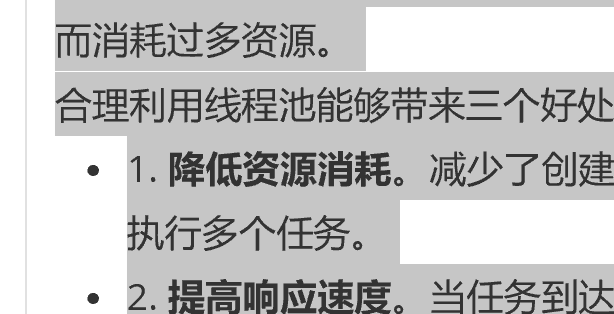 而消耗过多资源。
合理利用线程池能够带来三个好处
• 1. 降低资源消耗。减少了创建
执行多个任务。
• 2. 提高响应速度。当任务到达